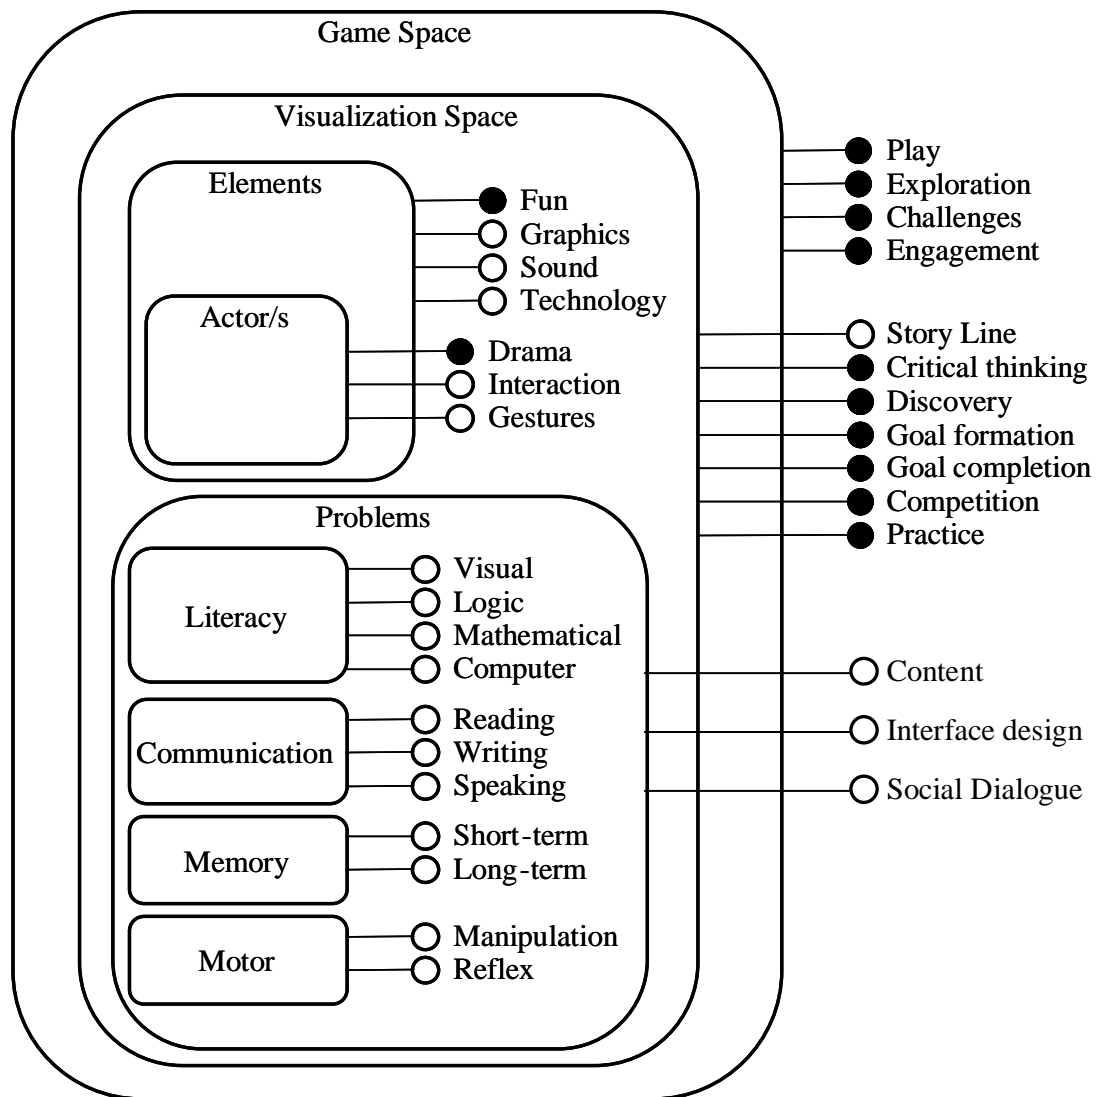 Game Space
Visualization Space
Elements
Fun
Graphics
Sound
Technology
Actor/s
Drama
Interaction
Gestures
Play
Exploration
Challenges
Engagement
Story Line
Critical thinking
Discovery
Goal formation
Goal completion
Competition
Practice
Problems
Literacy
Visual
Logic
Mathematical
Computer
Communication
Reading
Writing
Speaking
Memory
Short-term
Long-term
Motor
Manipulation
Reflex
Content
Interface design
Social Dialogue